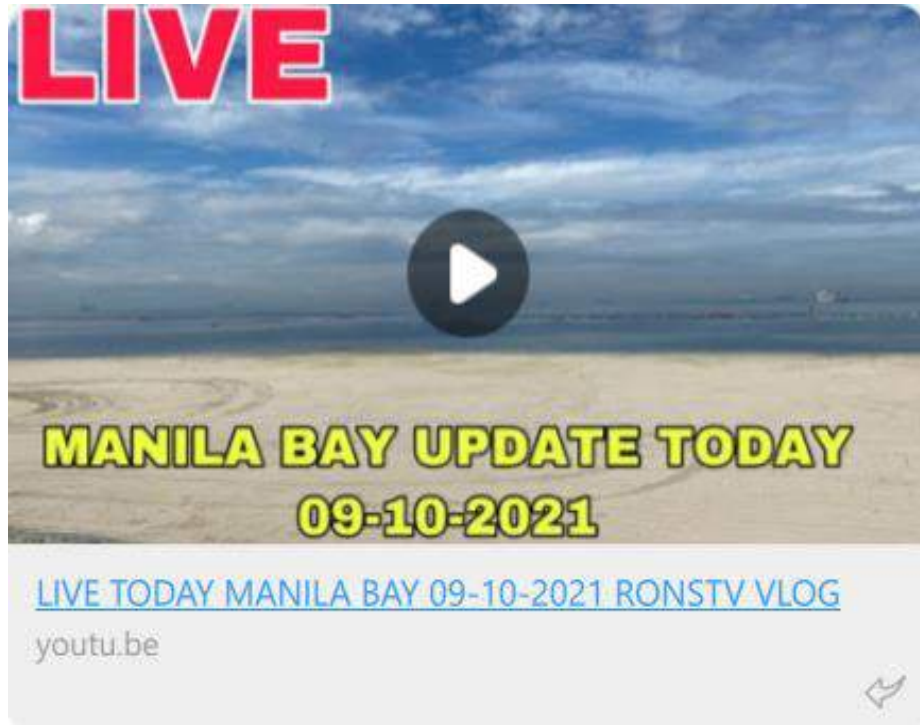 LIVE
MANILA BAY UPDATE TODAY
09-10-2021
LIVE TODAY MANILA BAY 09-10-2021 RONSTV VLOG
youtu.be